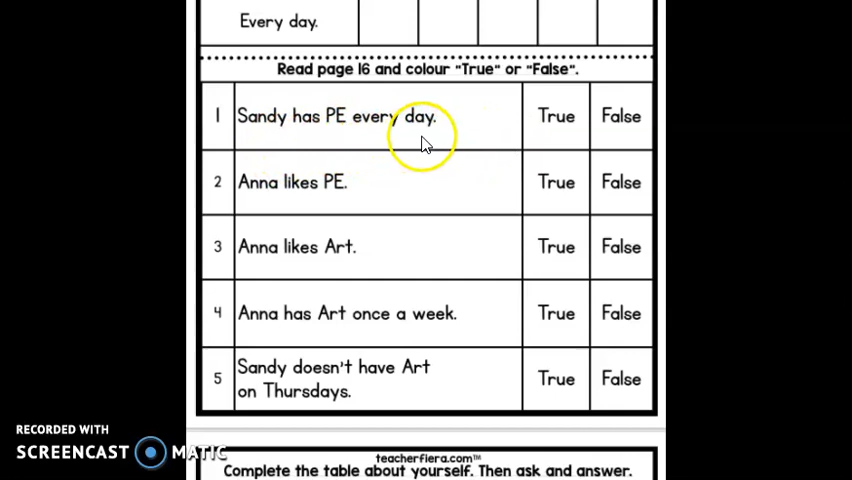 Every day.
Read page 16 and colour "True" or "False".
1 Sandy has PE every day. True False
2 Anna likes PE. True False
3 Anna likes Art. True False
4 Anna has Art once a week. True False
5 Sandy doesn't have Art
on Thursdays. True False
RECORDED WITH
SCREENCAST MATIC
teacherfiera.com™
Complete the table about yourself. Then ask and answer.